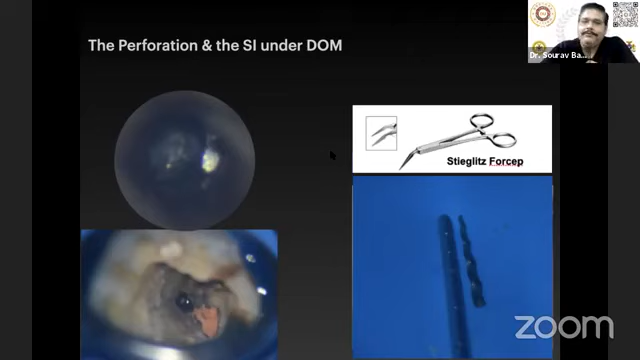 The Perforation & the SI under DOM
Dr. Sourav Ba...
Stieglitz Forcep
zoom